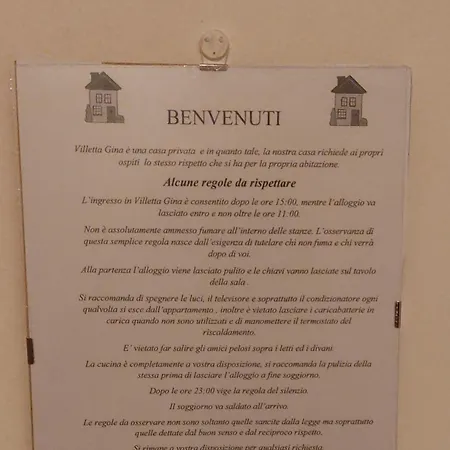 BENVENUTI
Villetta Gina è una casa privata e in quanto tale, la nostra casa richiede ai propri
ospiti lo stesso rispetto che si ha per la propria abitazione.
Alcune regole da rispettare
L'ingresso in Villetta Gina è consentito dopo le ore 15:00, mentre l'alloggio va
lasciato entro e non oltre le ore 11:00.
Non è assolutamente ammesso fumare all'interno delle stanze. L'osservanza di
questa semplice regola nasce dall'esigenza di tutelare chi non fuma e chi verrà
dopo di voi.
Alla partenza l'alloggio viene lasciato pulito e le chiavi vanno lasciate sul tavolo
della sala.
Si raccomanda di spegnere le luci, il televisore e soprattutto il condizionatore ogni
qualvolta si esce dall'appartamento, inoltre è vietato lasciare i caricabatterie in
carica quando non sono utilizzati e di manomettere il termostato del
riscaldamento.
E' vietato far salire gli amici pelosi sopra i letti ed i divani.
La cucina è completamente a vostra disposizione, si raccomanda la pulizia della
stessa prima di lasciare l'alloggio a fine soggiorno.
Dopo le ore 23:00 vige la regola del silenzio.
Il soggiorno va saldato all'arrivo.
Le regole da osservare non sono soltanto quelle sancite dalla legge ma soprattutto
quelle dettate dal buon senso e dal reciproco rispetto.
Si rimane a vostra disposizione per qualsiasi richiesta.